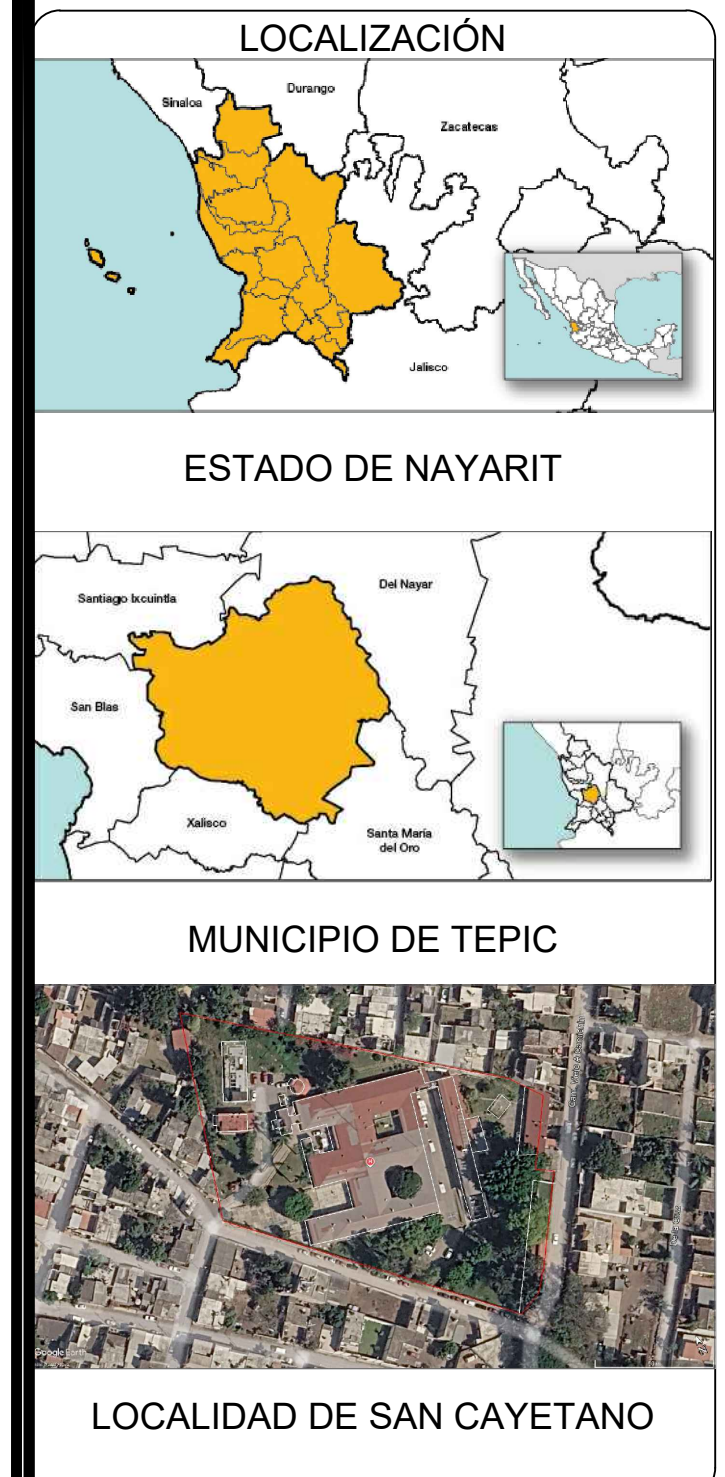 LOCALIZACIÓN
Sinaloa
Durango
Zacatecas
Jalisco
ESTADO DE NAYARIT
Santiago Ixcuintla
Del Nayar
San Blas
Xalisco
Santa María
del Oro
MUNICIPIO DE TEPIC
Google Earth
LOCALIDAD DE SAN CAYETANO